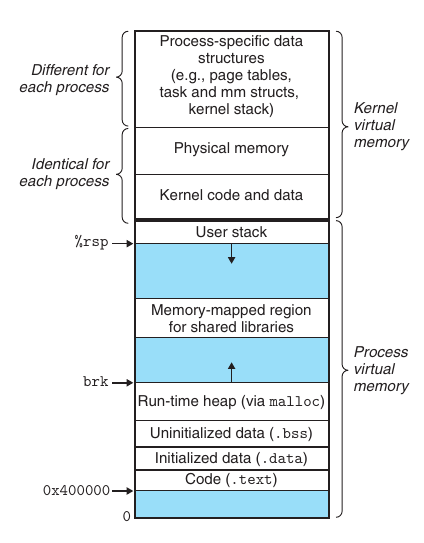 Process-specific data
structures
(e.g., page tables,
task and mm structs,
kernel stack)
Different for
each process
Physical memory
Kernel
virtual
memory
Identical for
each process
Kernel code and data
User stack
%rsp
Memory-mapped region
for shared libraries
Process
virtual
memory
brk
Run-time heap (via malloc)
Uninitialized data (.bss)
Initialized data (.data)
Code (.text)
0x400000
0